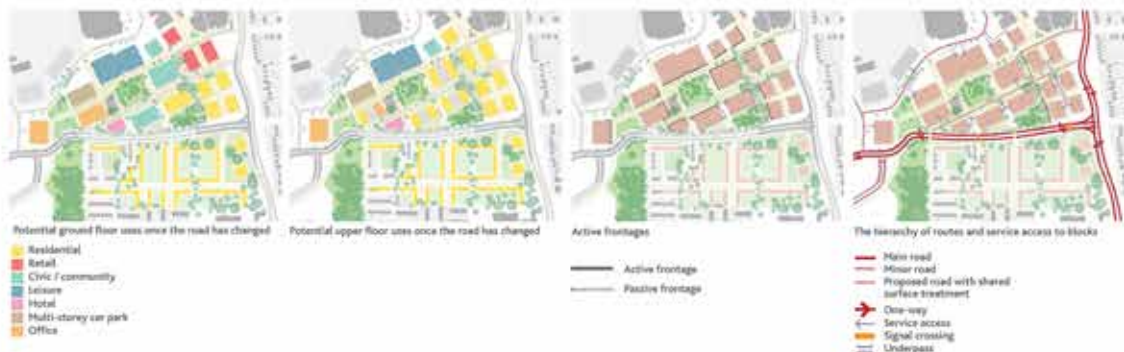 Potential ground floor uses once the road has changed
Residential
Retail
Civic / community
Leisure
Hotel
Multi-storey car park
Office
Potential upper floor uses once the road has changed
Active frontages
Active frontage
Passive frontage
The hierarchy of routes and service access to blocks
Main road
Minor road
Proposed road with shared
surface treatment
One-way
Service access
Signal crossing
Underpass